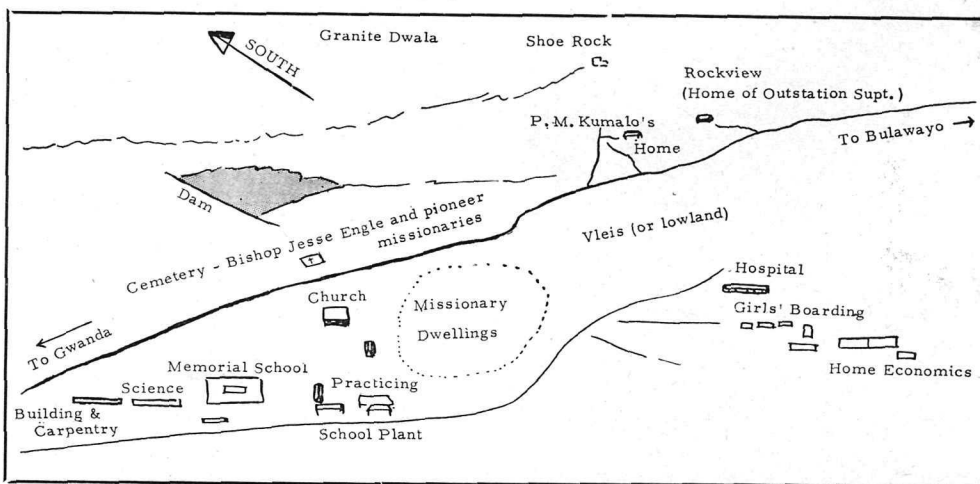 Granite Dwala
SOUTH
Shoe Rock
Rockview
(Home of Outstation Supt.)
P. M. Kumalo's
Home
To Bulawayo
Dam
Cemetery - Bishop Jesse Engle and pioneer
missionaries
Vleis (or lowland)
Hospital
Church
Missionary
Dwellings
Girls' Boarding
To Gwanda
Memorial School
Practicing
Home Economics
Science
Building &
Carpentry
School Plant